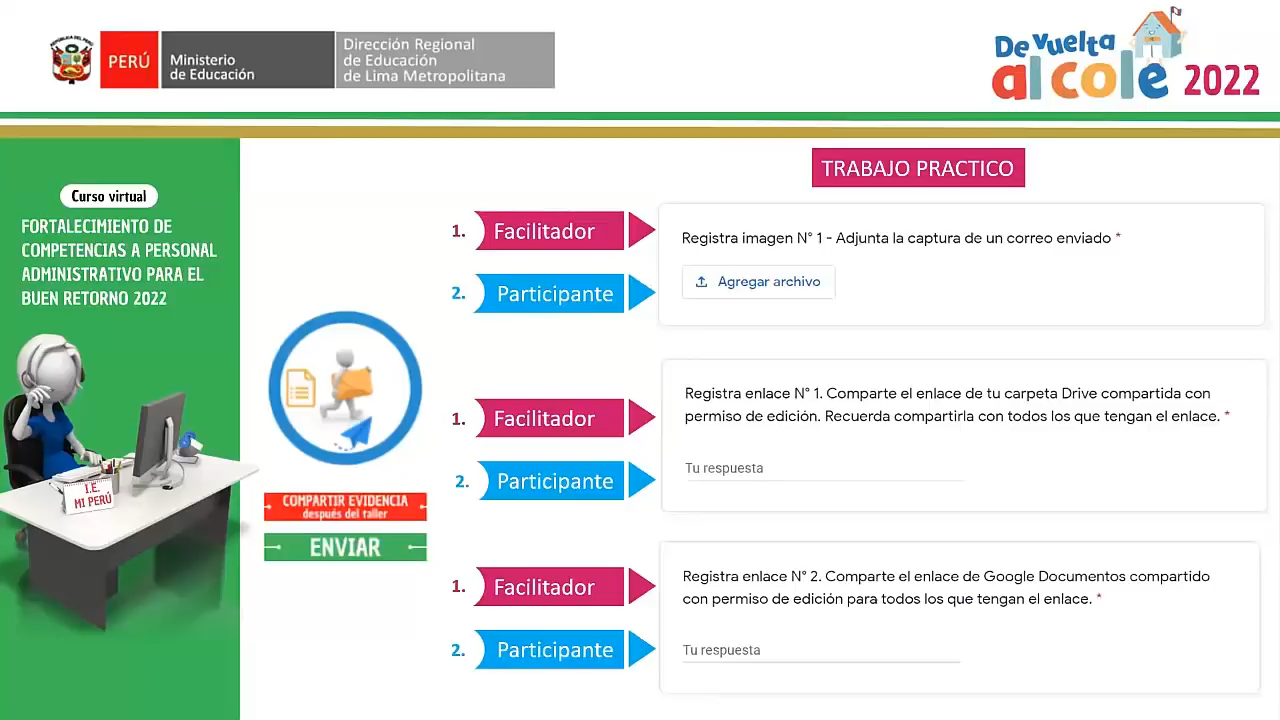 PERÚ
Ministerio
de Educación
Dirección Regional
de Educación
de Lima Metropolitana
De vuelta
al cole 2022
Curso virtual
FORTALECIMIENTO DE
COMPETENCIAS A PERSONAL
ADMINISTRATIVO PARA EL
BUEN RETORNO 2022
I.E.
MI PERÚ
COMPARTIR EVIDENCIA
después del taller
ENVIAR
TRABAJO PRACTICO
1. Facilitador
2. Participante
Registra imagen N° 1 - Adjunta la captura de un correo enviado *
Agregar archivo
1. Facilitador
2. Participante
Registra enlace N° 1. Comparte el enlace de tu carpeta Drive compartida con
permiso de edición. Recuerda compartirla con todos los que tengan el enlace. *
Tu respuesta
1. Facilitador
2. Participante
Registra enlace N° 2. Comparte el enlace de Google Documentos compartido
con permiso de edición para todos los que tengan el enlace. *
Tu respuesta